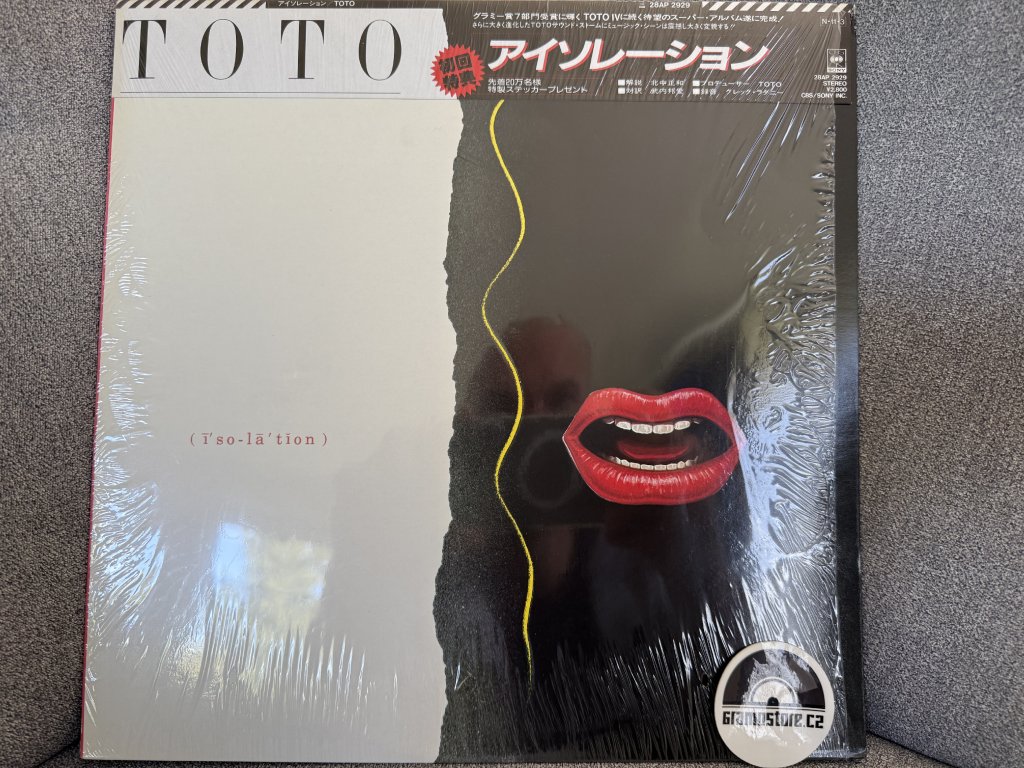 アイソレーション／TOTO
28AP 2929
TOTO
グラミー賞7部門受賞に輝くTOTO IVに続く待望のスーパー・アルバム遂に完成！
さらに大きく進化したTOTOサウンド・ストームにミュージック・シーンは震撼し大きく変貌する!!
初回
特典
アイソレーション
先着20万名様
特製ステッカープレゼント
■解説 北中正和 ■プロデューサー TOTO
■対訳 武内邦愛 ■録音 グレッグ・ラダニー
N・11・3
SONY
28AP 2929
STEREO
¥2,800
CBS/SONY INC.
(ī′so-lā′tīon)
Gramostore.cz